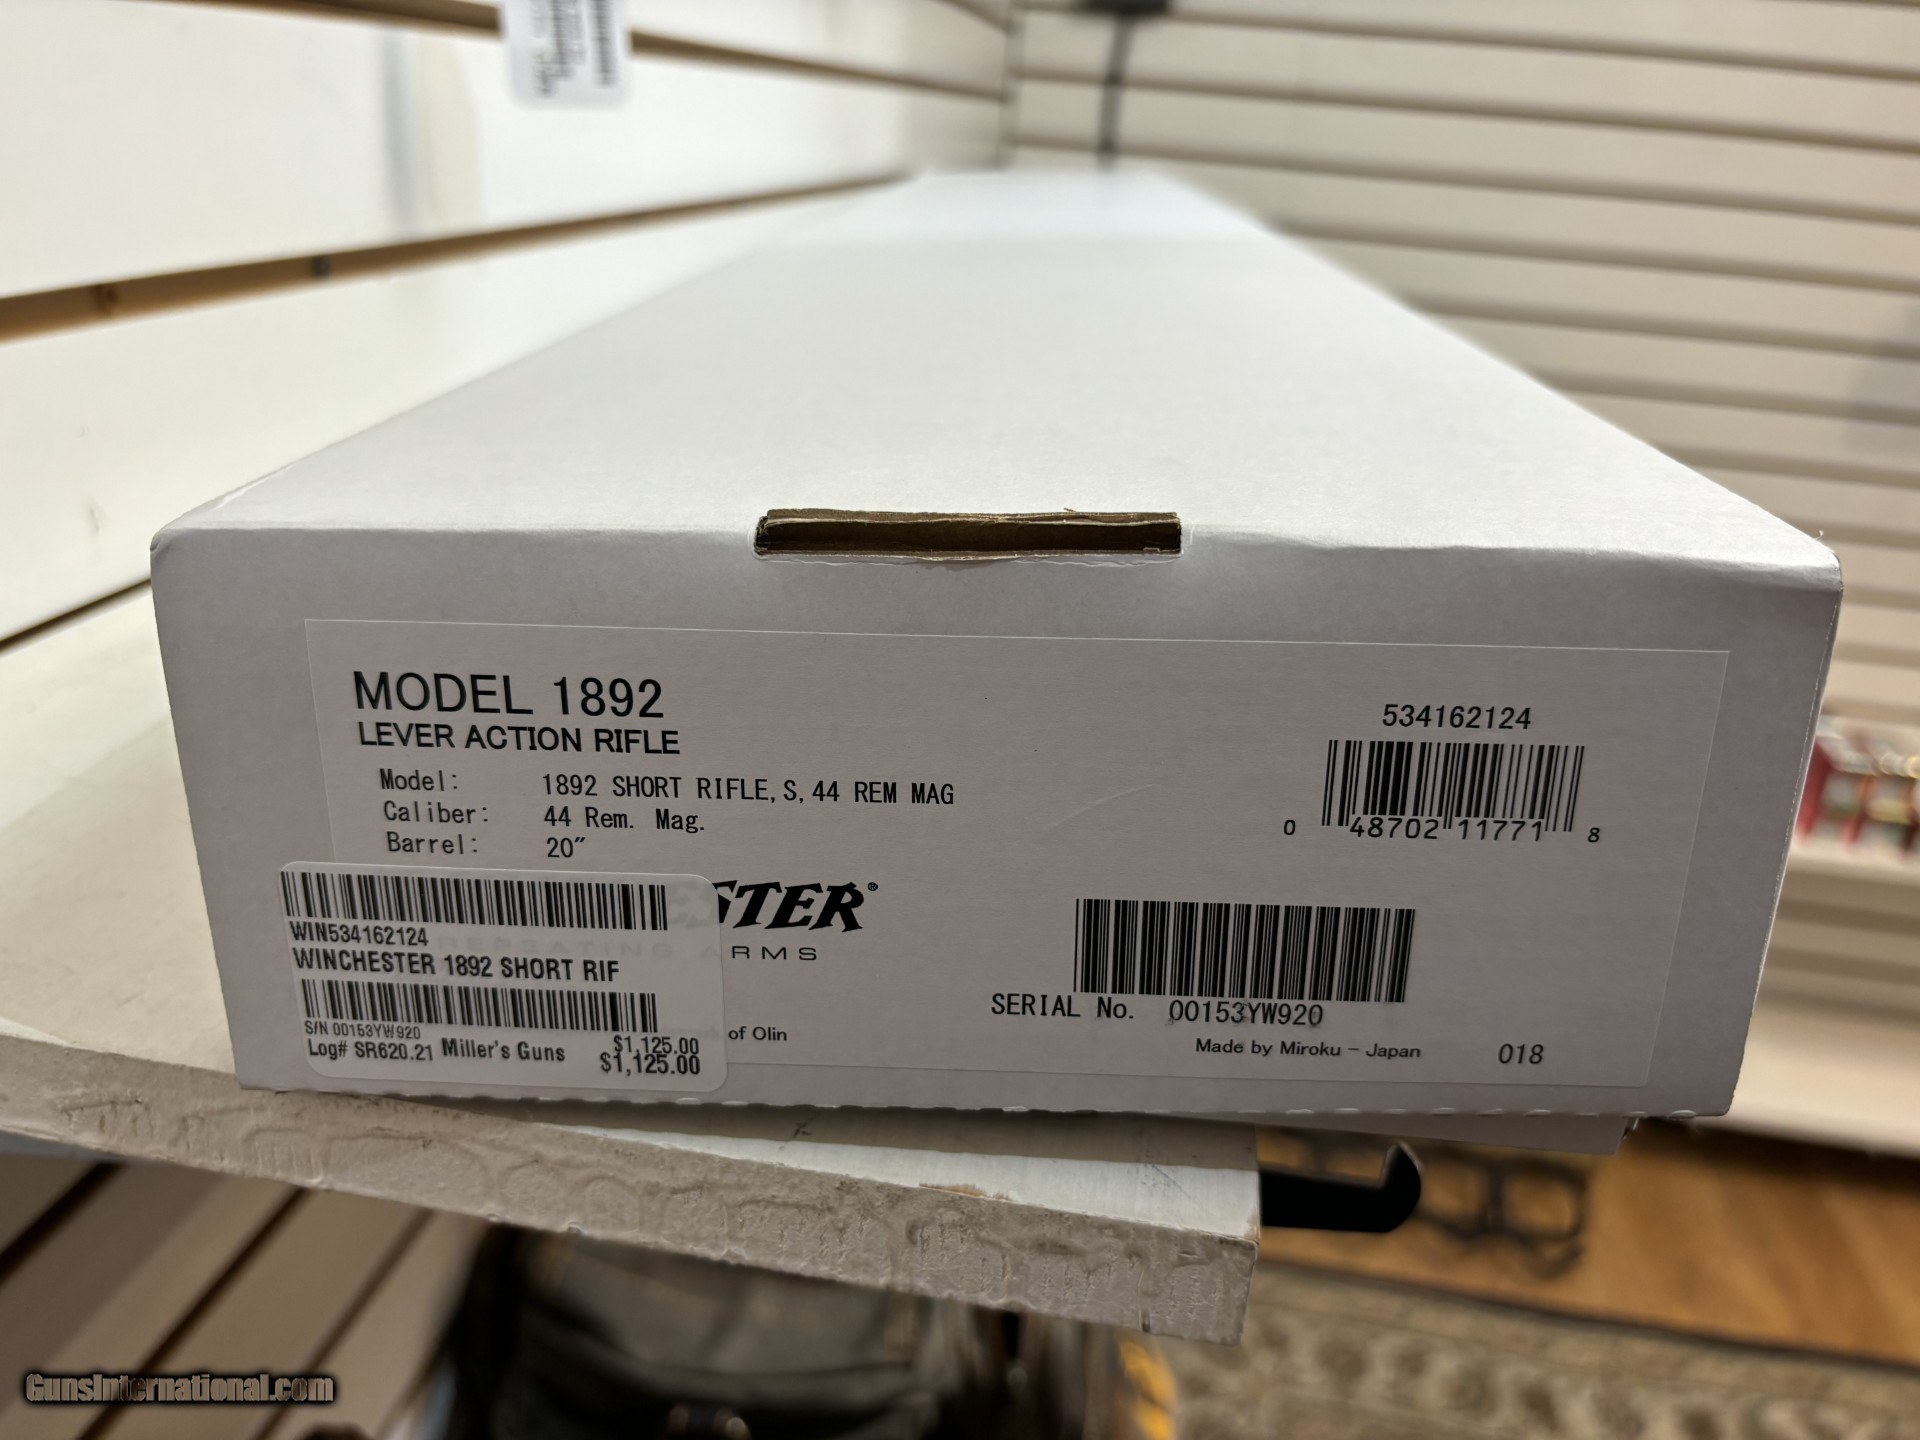 MODEL 1892
LEVER ACTION RIFLE
Model: 1892 SHORT RIFLE,S,44 REM MAG
Caliber: 44 Rem. Mag.
Barrel: 20"
534162124
0 48702 11771 8
STER®
REPEATING ARMS
WIN534162124
WINCHESTER 1892 SHORT RIF
S/N 00153YW920
$1,125.00
Log# SR620.21 Miller's Guns $1,125.00
of Olin
SERIAL No. 00153YW920
Made by Miroku - Japan 018
GunsInternational.com